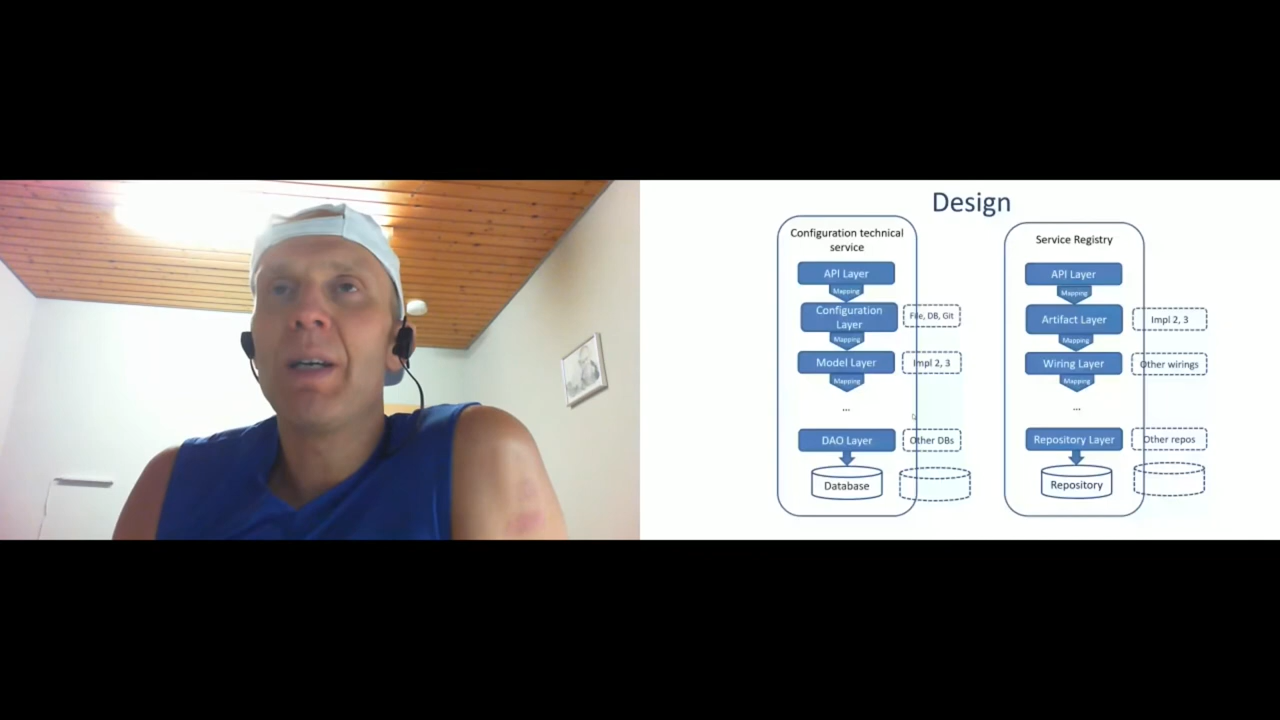 Design
Configuration technical
service
API Layer
Mapping
Configuration
Layer
File, DB, Git
Mapping
Model Layer
Impl 2, 3
Mapping
...
DAO Layer
Other DBs
Database
Service Registry
API Layer
Mapping
Artifact Layer
Impl 2, 3
Mapping
Wiring Layer
Other wirings
Mapping
...
Repository Layer
Other repos
Repository